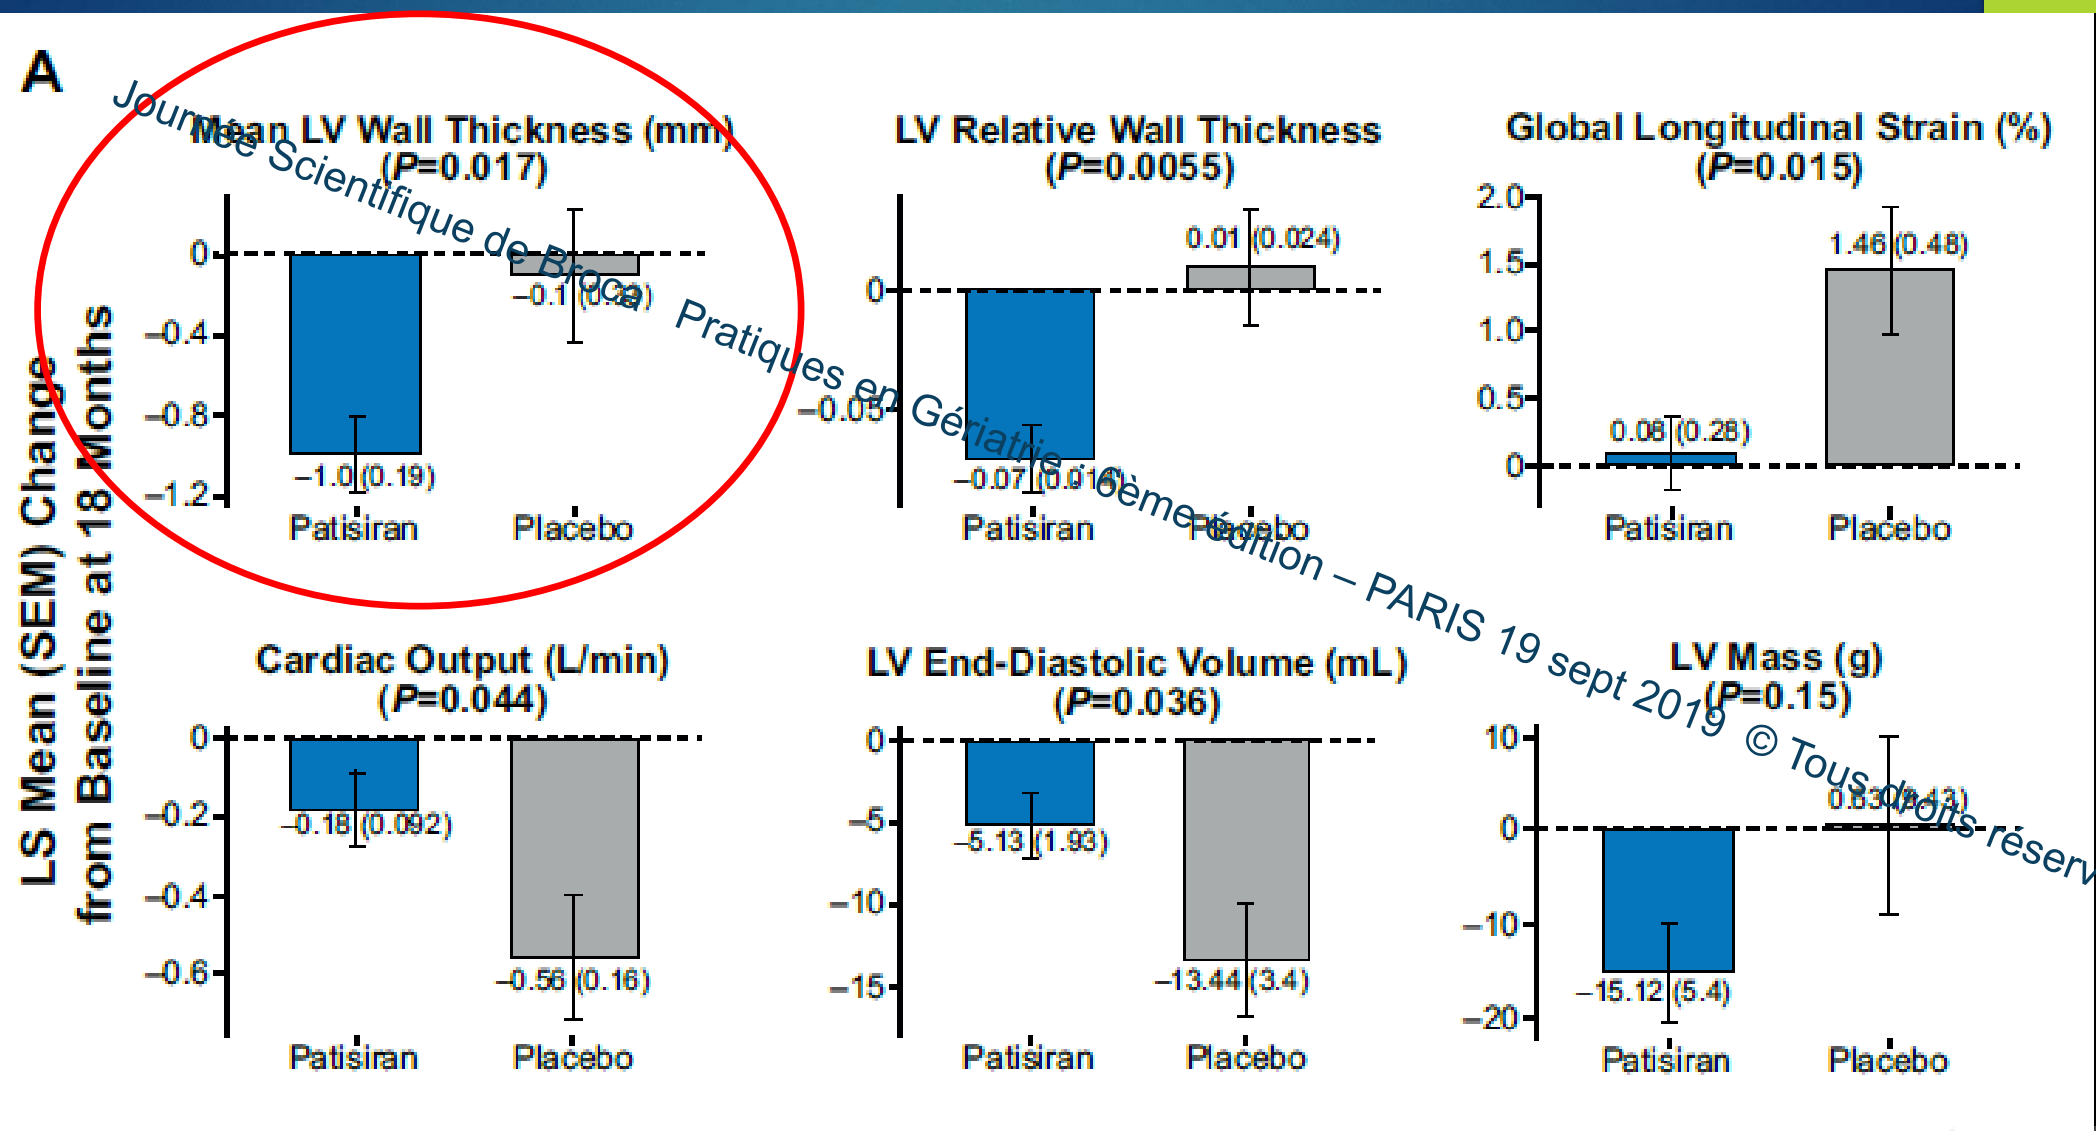 A
Mean LV Wall Thickness (mm)
(P=0.017)
0
–0.4
–0.8
–1.2
–1.0 (0.19)
–0.1
Patisiran
Placebo
LV Relative Wall Thickness
(P=0.0055)
0
–0.05
0.01 (0.024)
–0.07
Patisiran
Placebo
Global Longitudinal Strain (%)
(P=0.015)
2.0
1.5
1.0
0.5
0
0.08 (0.28)
1.46 (0.48)
Patisiran
Placebo
LS Mean (SEM) Change
from Baseline at 18 Months
Cardiac Output (L/min)
(P=0.044)
0
–0.2
–0.4
–0.6
–0.18 (0.092)
–0.56 (0.16)
Patisiran
Placebo
LV End-Diastolic Volume (mL)
(P=0.036)
0
–5
–10
–15
–5.13 (1.93)
–13.44 (3.4)
Patisiran
Placebo
LV Mass (g)
(P=0.15)
10
0
–10
–20
–15.12 (5.4)
Patisiran
Placebo
Journée Scientifique de Broca Pratiques en Gériatrie : 6ème édition – PARIS 19 sept 2019 © Tous droits réserv